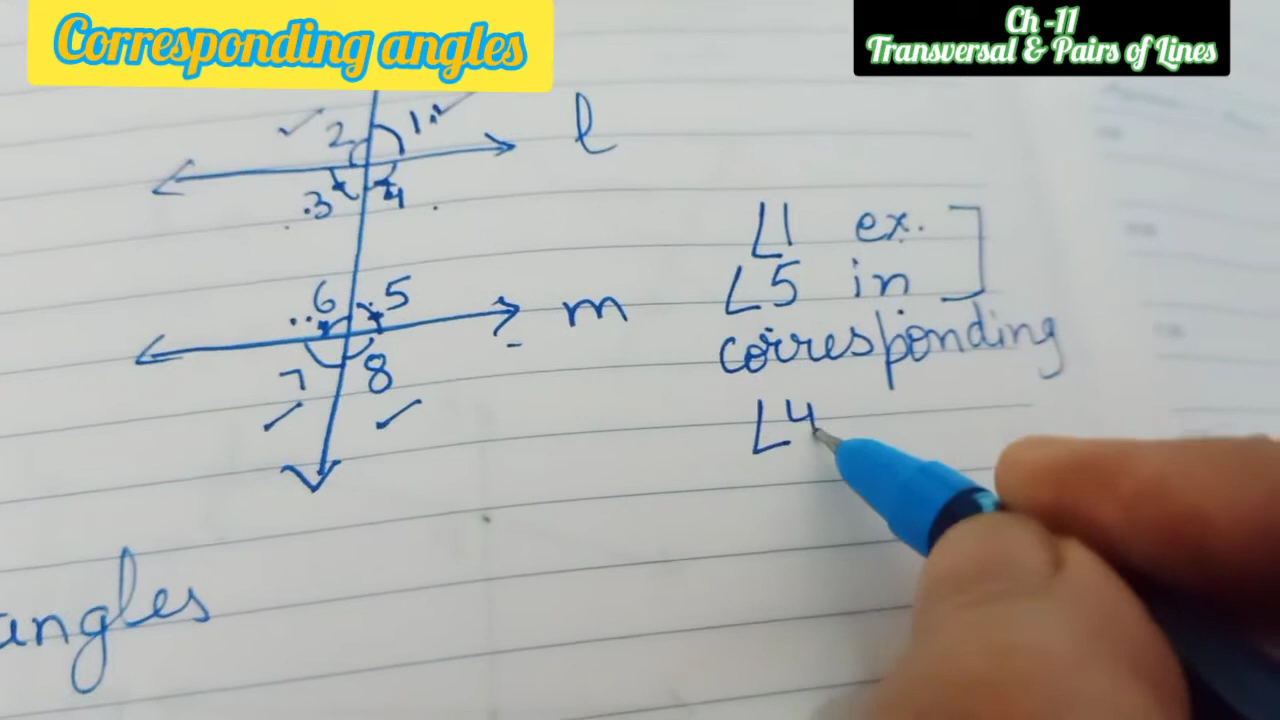 Corresponding angles
Ch -11
Transversal & Pairs of Lines
2 1
l
3 4
∠1 ex.
6 5
∠5 in
m
corresponding
7 8
∠4
angles